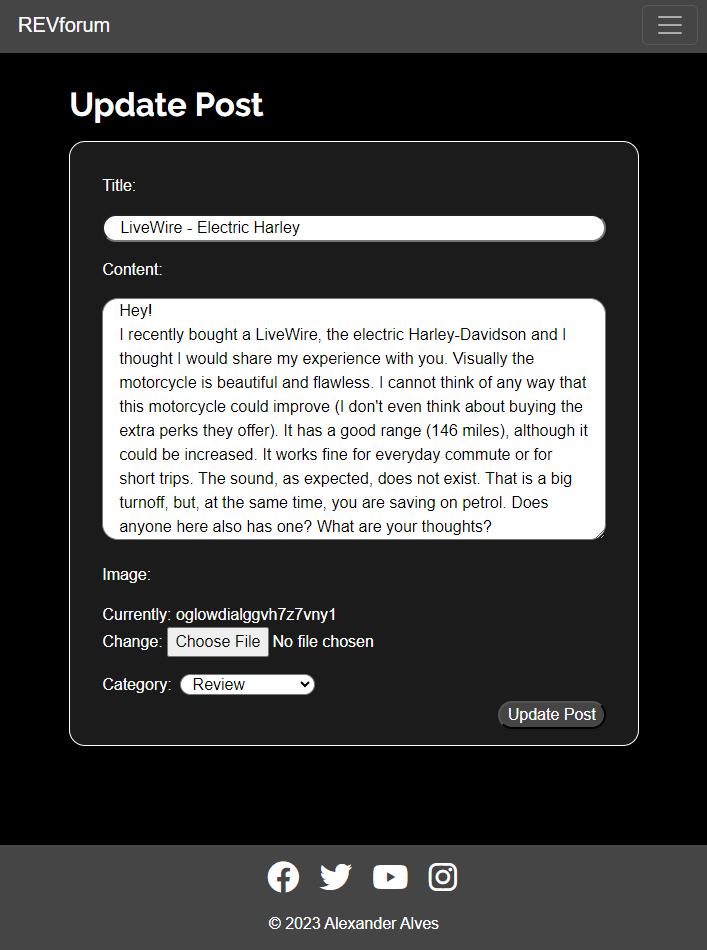 REVforum
Update Post
Title:
LiveWire - Electric Harley
Content:
Hey!
I recently bought a LiveWire, the electric Harley-Davidson and I
thought I would share my experience with you. Visually the
motorcycle is beautiful and flawless. I cannot think of any way that
this motorcycle could improve (I don't even think about buying the
extra perks they offer). It has a good range (146 miles), although it
could be increased. It works fine for everyday commute or for
short trips. The sound, as expected, does not exist. That is a big
turnoff, but, at the same time, you are saving on petrol. Does
anyone here also has one? What are your thoughts?
Image:
Currently: oglowdialggvh7z7vny1
Change: Choose File No file chosen
Category: Review
Update Post
© 2023 Alexander Alves